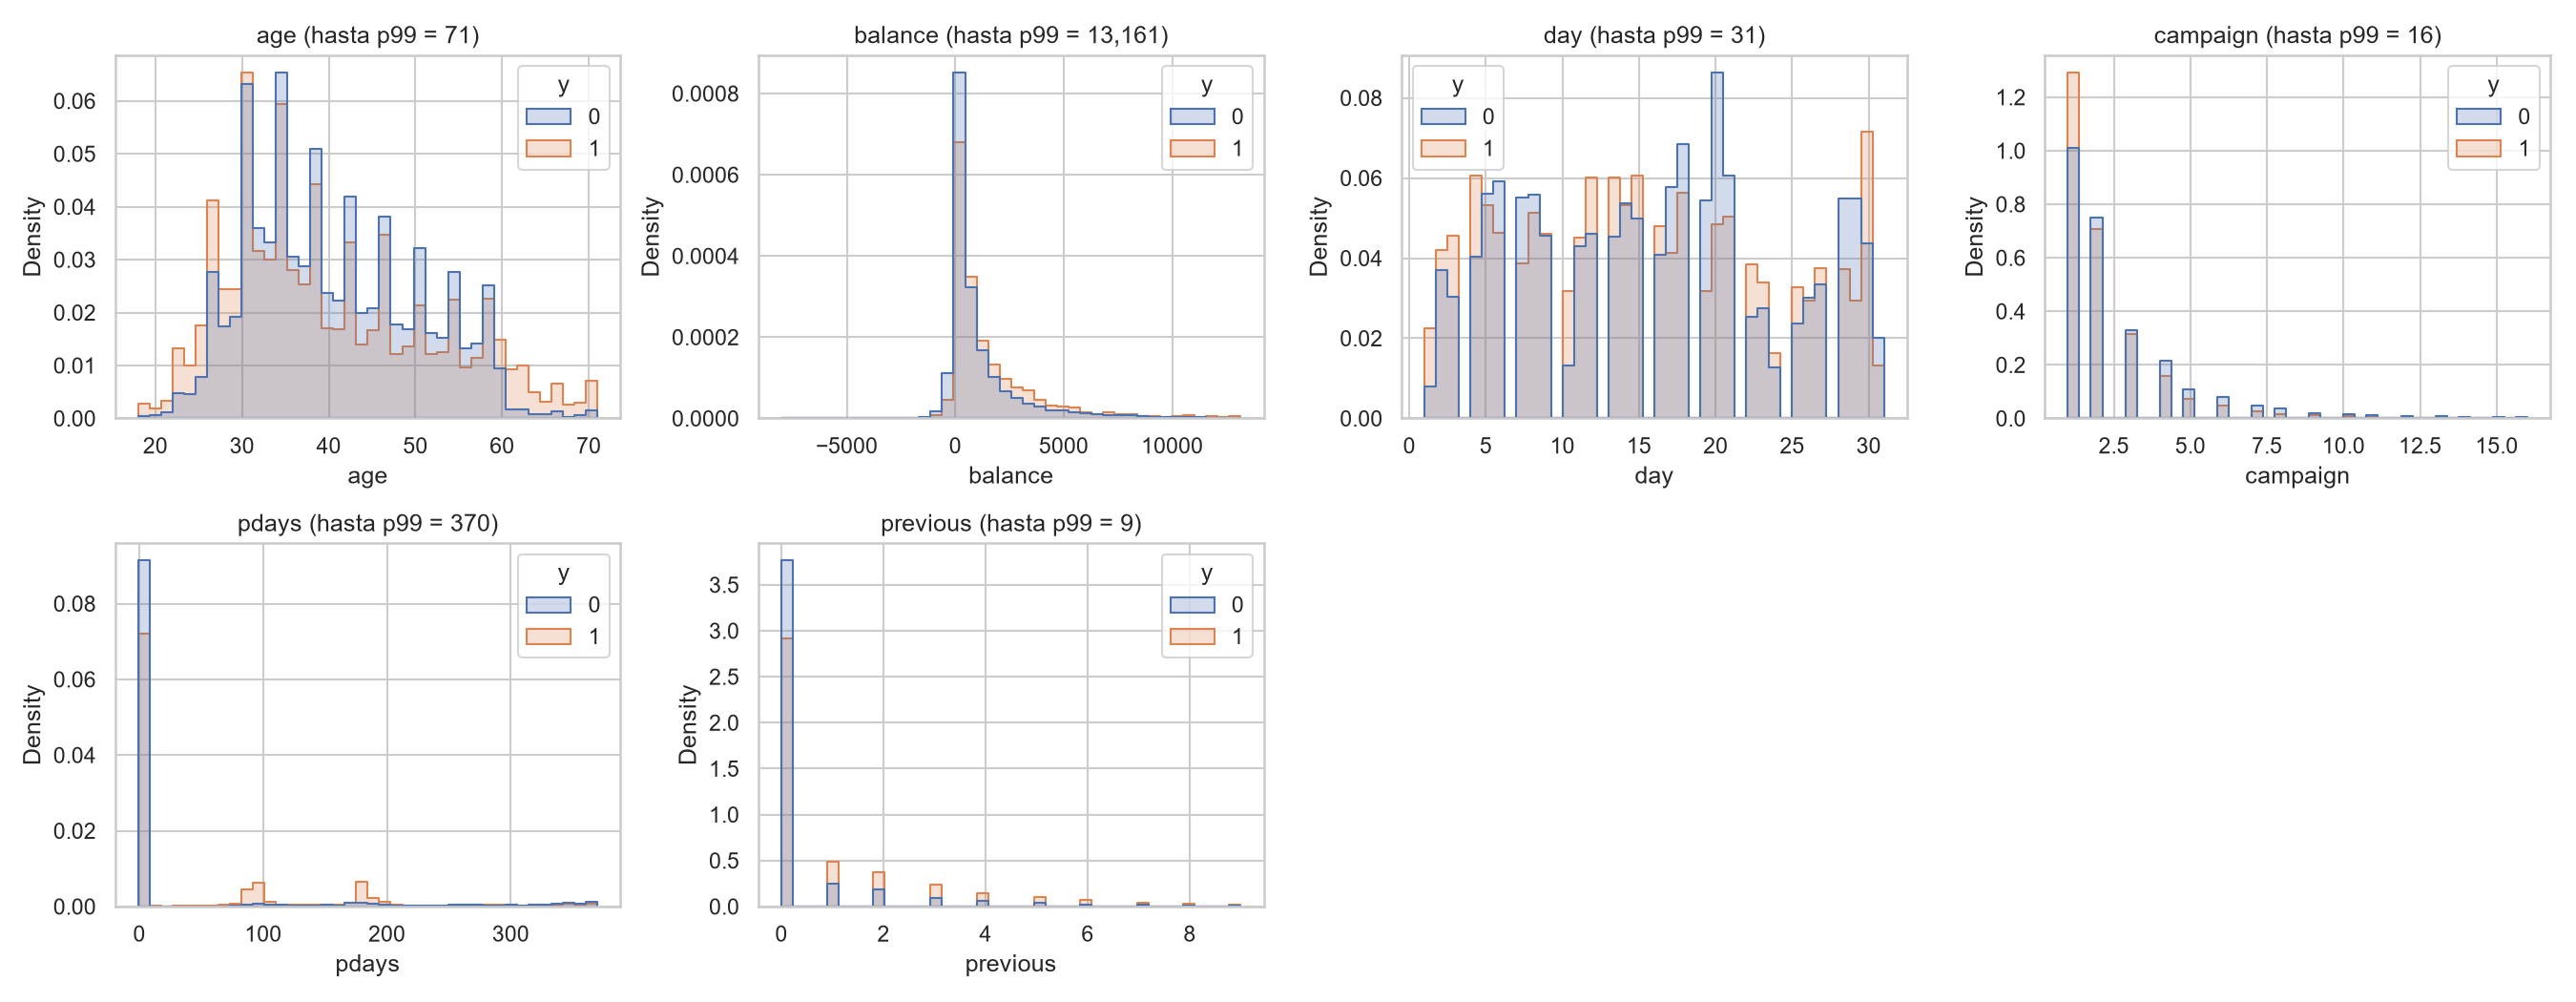 age (hasta p99 = 71)
Density
0.06
0.05
0.04
0.03
0.02
0.01
0.00
20 30 40 50 60 70
age
y
0
1
balance (hasta p99 = 13,161)
Density
0.0008
0.0006
0.0004
0.0002
0.0000
−5000 0 5000 10000
balance
y
0
1
day (hasta p99 = 31)
Density
0.08
0.06
0.04
0.02
0.00
0 5 10 15 20 25 30
day
y
0
1
campaign (hasta p99 = 16)
Density
1.2
1.0
0.8
0.6
0.4
0.2
0.0
2.5 5.0 7.5 10.0 12.5 15.0
campaign
y
0
1
pdays (hasta p99 = 370)
Density
0.08
0.06
0.04
0.02
0.00
0 100 200 300
pdays
y
0
1
previous (hasta p99 = 9)
Density
3.5
3.0
2.5
2.0
1.5
1.0
0.5
0.0
0 2 4 6 8
previous
y
0
1